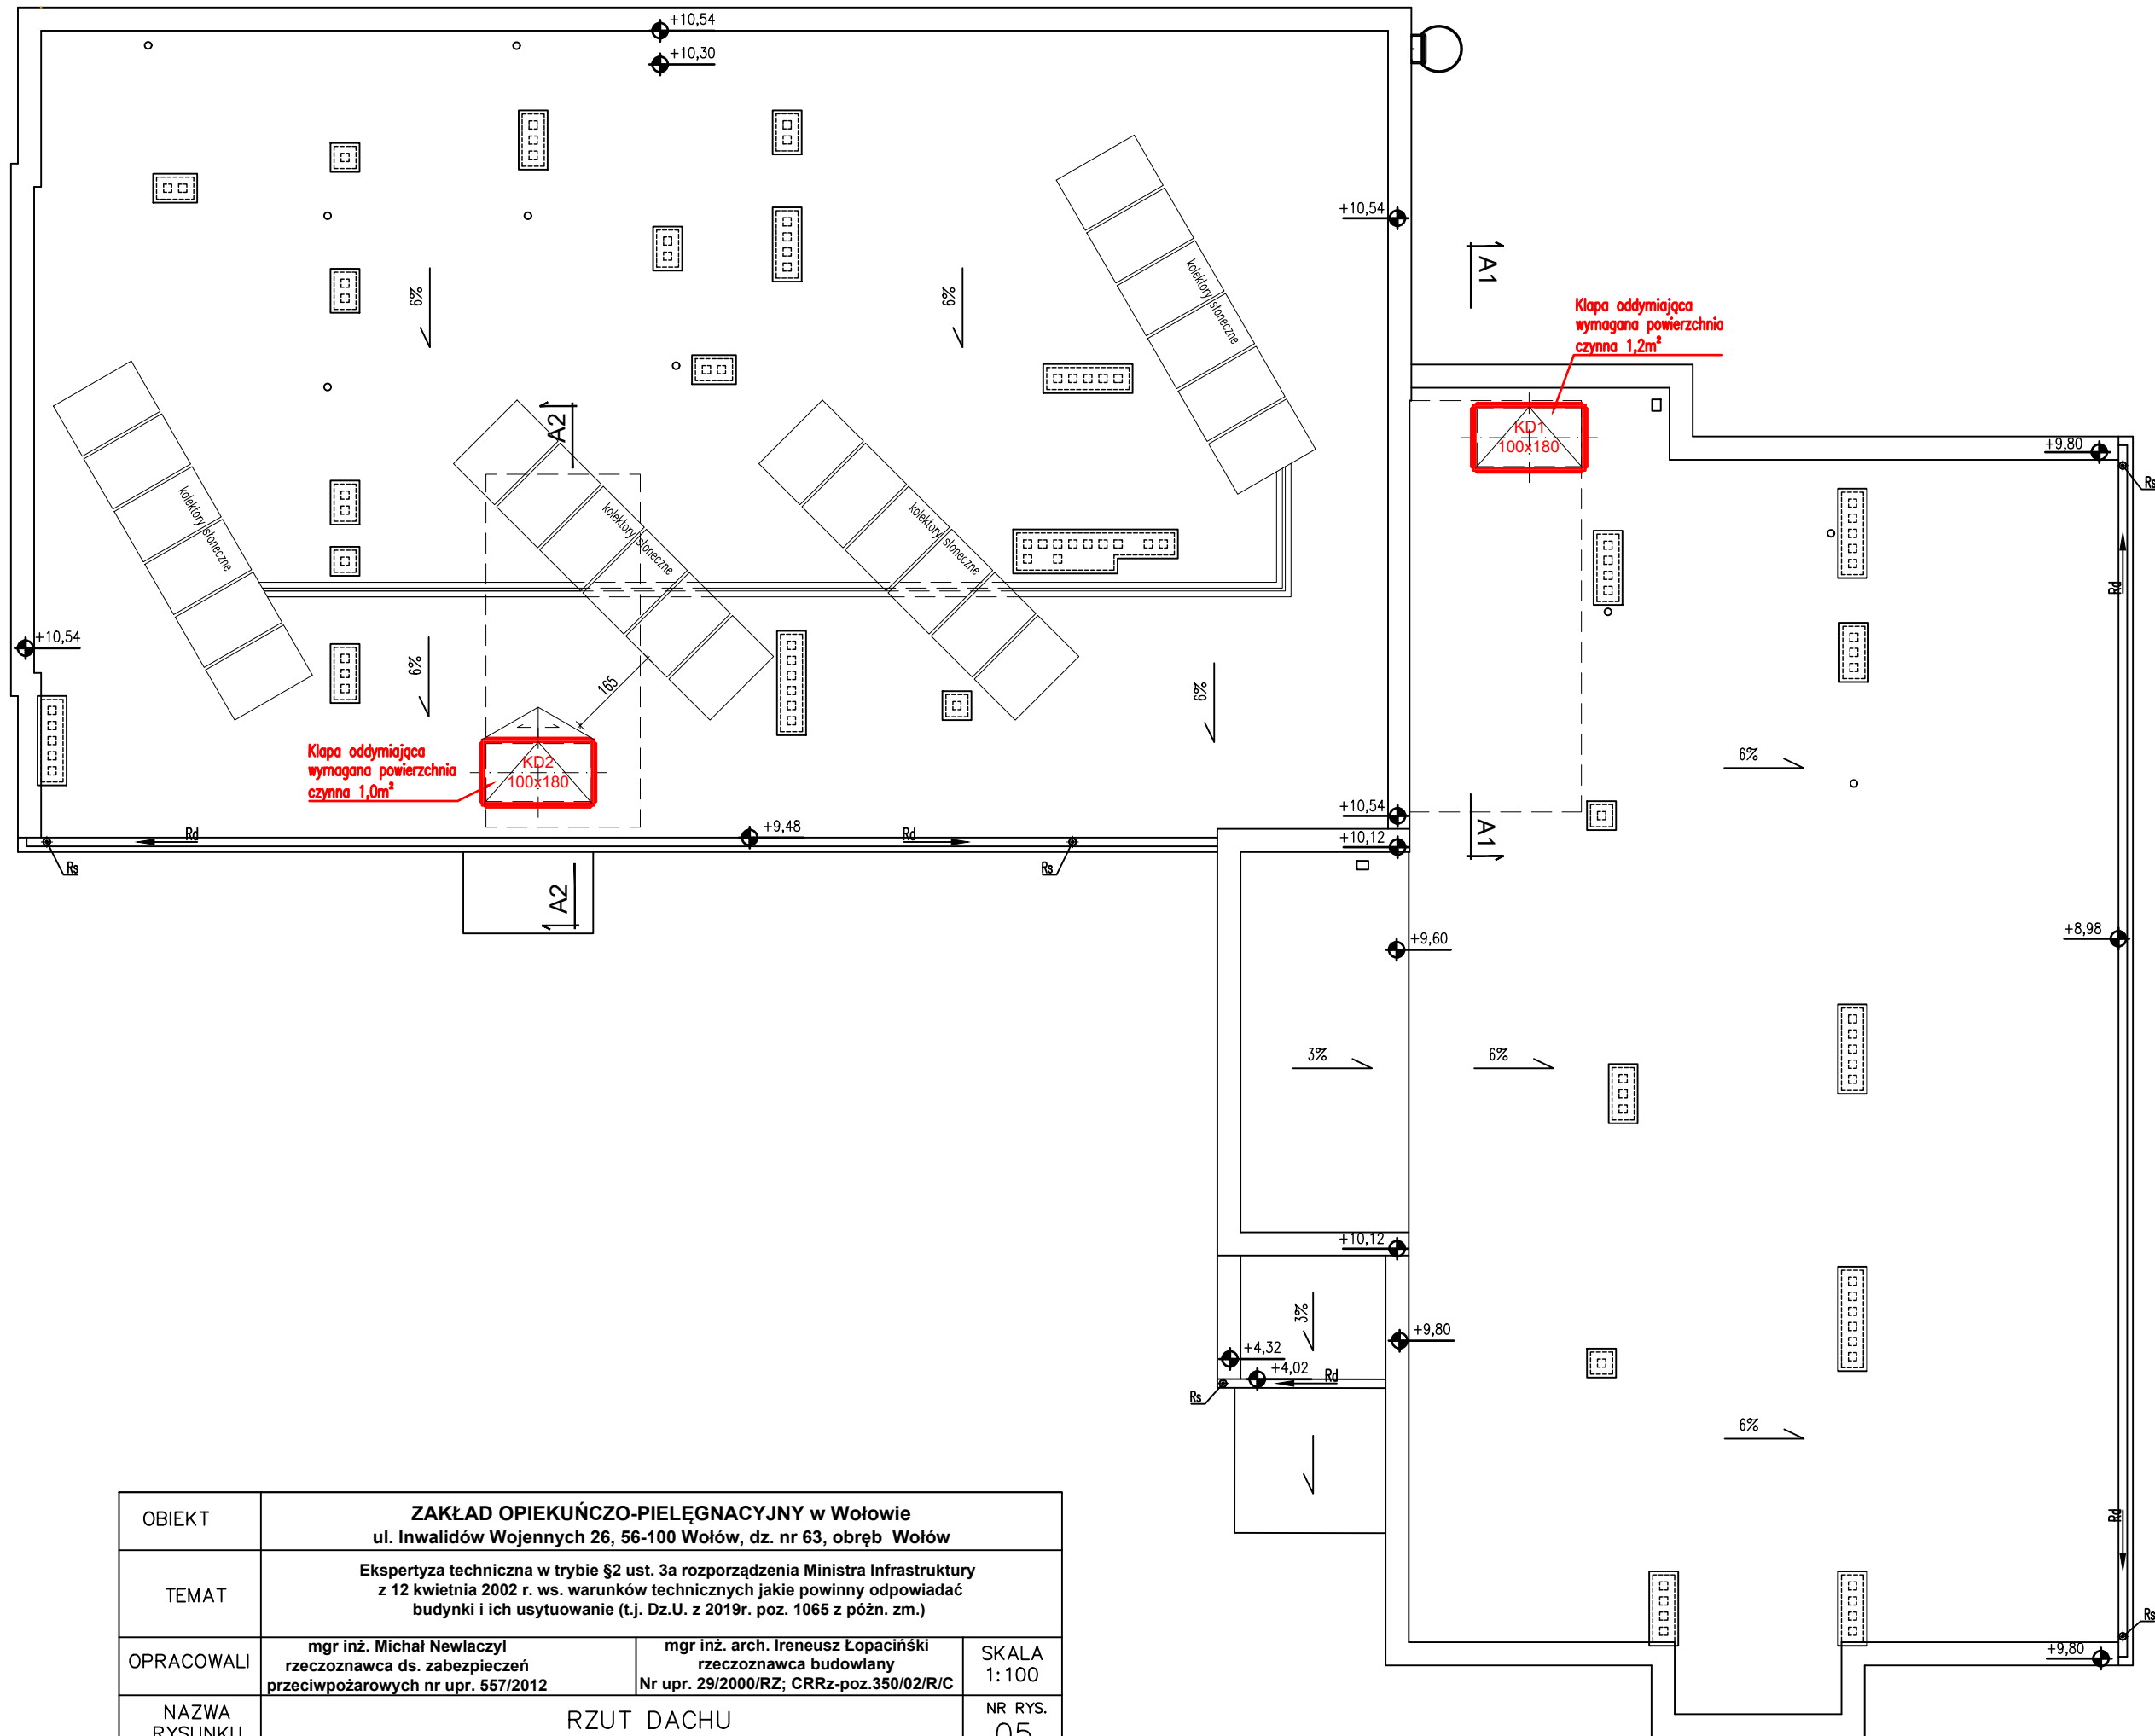 +10,54
+10,30
+10,54
A1
6%
6%
kolektory słoneczne
Klapa oddymiająca
wymagana powierzchnia
czynna 1,2m²
KD1
100x180
+9,80
Rs
A2
kolektory słoneczne
kolektory słoneczne
kolektory słoneczne
Rd
+10,54
6%
165
6%
Klapa oddymiająca
wymagana powierzchnia
czynna 1,0m²
KD2
100x180
6%
+10,54
A1
Rd
+9,48
Rd
+10,12
Rs
Rs
A2
+9,60
+8,98
3%
6%
+10,12
3%
+9,80
+4,32
+4,02
Rd
Rs
6%
Rd
Rs
+9,80
OBIEKT
ZAKŁAD OPIEKUŃCZO-PIELĘGNACYJNY w Wołowie
ul. Inwalidów Wojennych 26, 56-100 Wołów, dz. nr 63, obręb Wołów
TEMAT
Ekspertyza techniczna w trybie §2 ust. 3a rozporządzenia Ministra Infrastruktury
z 12 kwietnia 2002 r. ws. warunków technicznych jakie powinny odpowiadać
budynki i ich usytuowanie (t.j. Dz.U. z 2019r. poz. 1065 z póżn. zm.)
OPRACOWALI
mgr inż. Michał Newlaczyl
rzeczoznawca ds. zabezpieczeń
przeciwpożarowych nr upr. 557/2012
mgr inż. arch. Ireneusz Łopacińśki
rzeczoznawca budowlany
Nr upr. 29/2000/RZ; CRRz-poz.350/02/R/C
SKALA
1:100
NAZWA
RYSUNKU
RZUT DACHU
NR RYS.
05